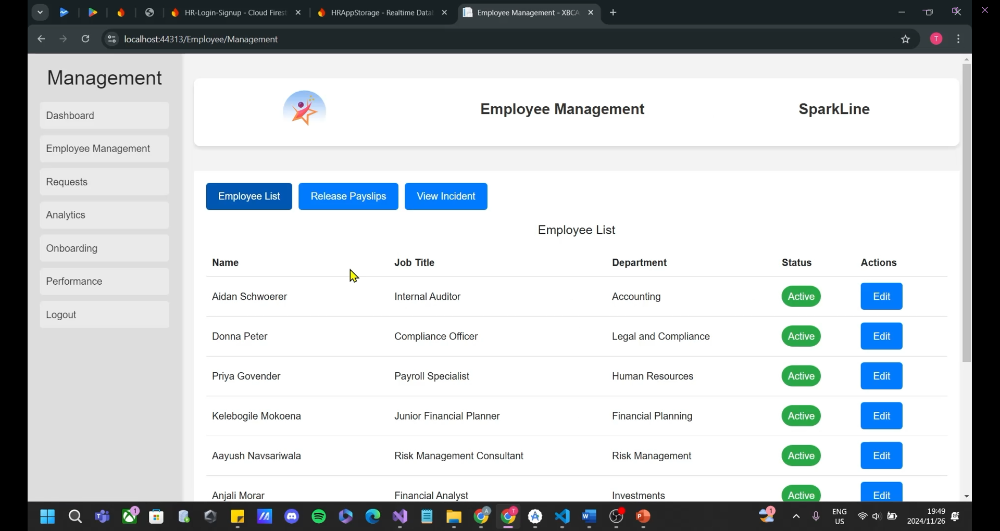 HR-Login-Signup - Cloud Firest
HRAppStorage - Realtime Data
Employee Management - XBCA
localhost:44313/Employee/Management
T
Management
Dashboard
Employee Management
Requests
Analytics
Onboarding
Performance
Logout
Employee Management
SparkLine
Employee List
Release Payslips
View Incident
Employee List
Name Job Title Department Status Actions
Aidan Schwoerer Internal Auditor Accounting Active Edit
Donna Peter Compliance Officer Legal and Compliance Active Edit
Priya Govender Payroll Specialist Human Resources Active Edit
Kelebogile Mokoena Junior Financial Planner Financial Planning Active Edit
Aayush Navsariwala Risk Management Consultant Risk Management Active Edit
Anjali Morar Financial Analyst Investments Active Edit
1
A
T
W
P
1
ENG
US
19:49
2024/11/26